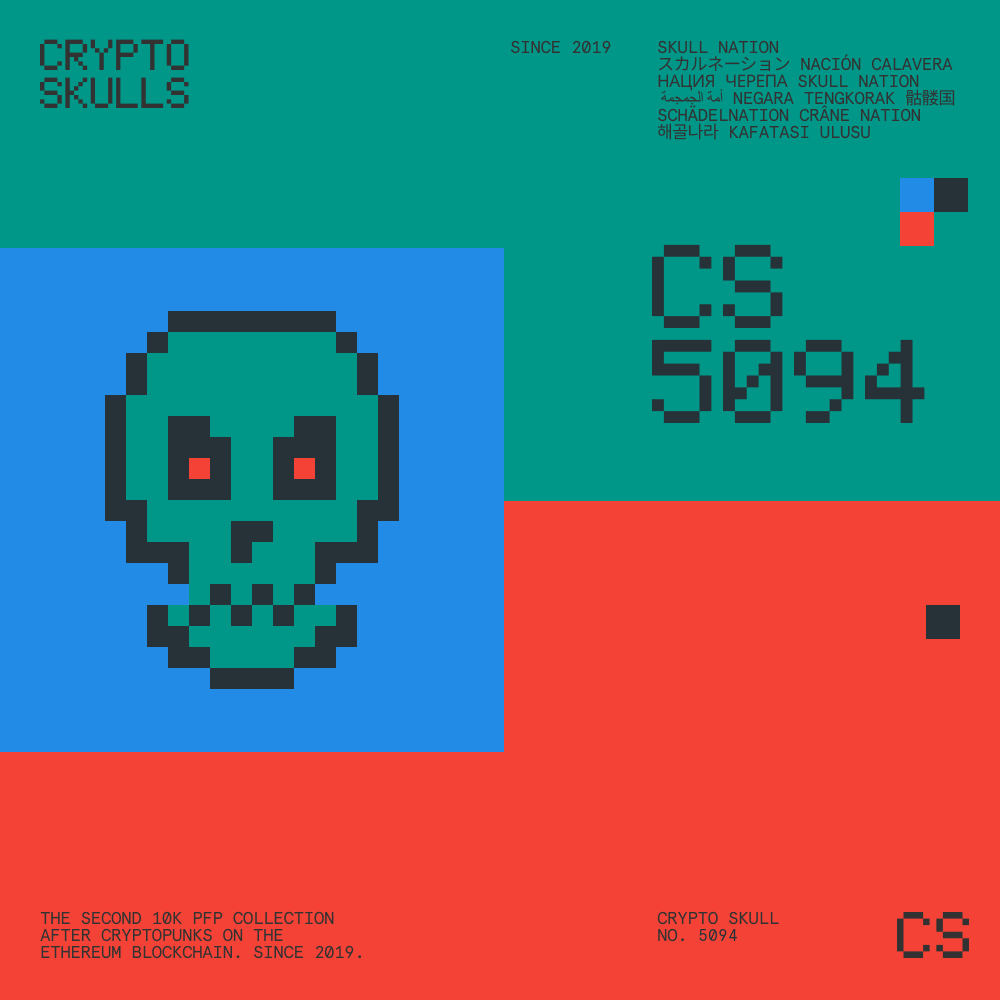 CRYPTO
SKULLS
SINCE 2019
SKULL NATION
スカルネーション NACIÓN CALAVERA
НАЦИЯ ЧЕРЕПА SKULL NATION
أمة الجمجمة NEGARA TENGKORAK 骷髅国
SCHÄDELNATION CRÂNE NATION
해골나라 KAFATASI ULUSU
CS
5094
THE SECOND 10K PFP COLLECTION
AFTER CRYPTOPUNKS ON THE
ETHEREUM BLOCKCHAIN. SINCE 2019.
CRYPTO SKULL
NO. 5094
CS